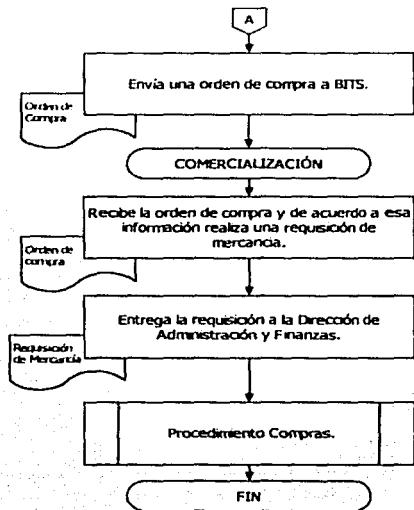 A
Envía una orden de compra a BITS.
Orden de
Compra
COMERCIALIZACIÓN
Recibe la orden de compra y de acuerdo a esa
información realiza una requisición de
mercancia.
Orden de
compra
Entrega la requisición a la Dirección de
Administración y Finanzas.
Requisición
de Mercancía
Procedimiento Compras.
FIN